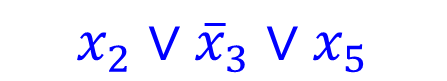 x₂ ∨ x̄₃ ∨ x₅